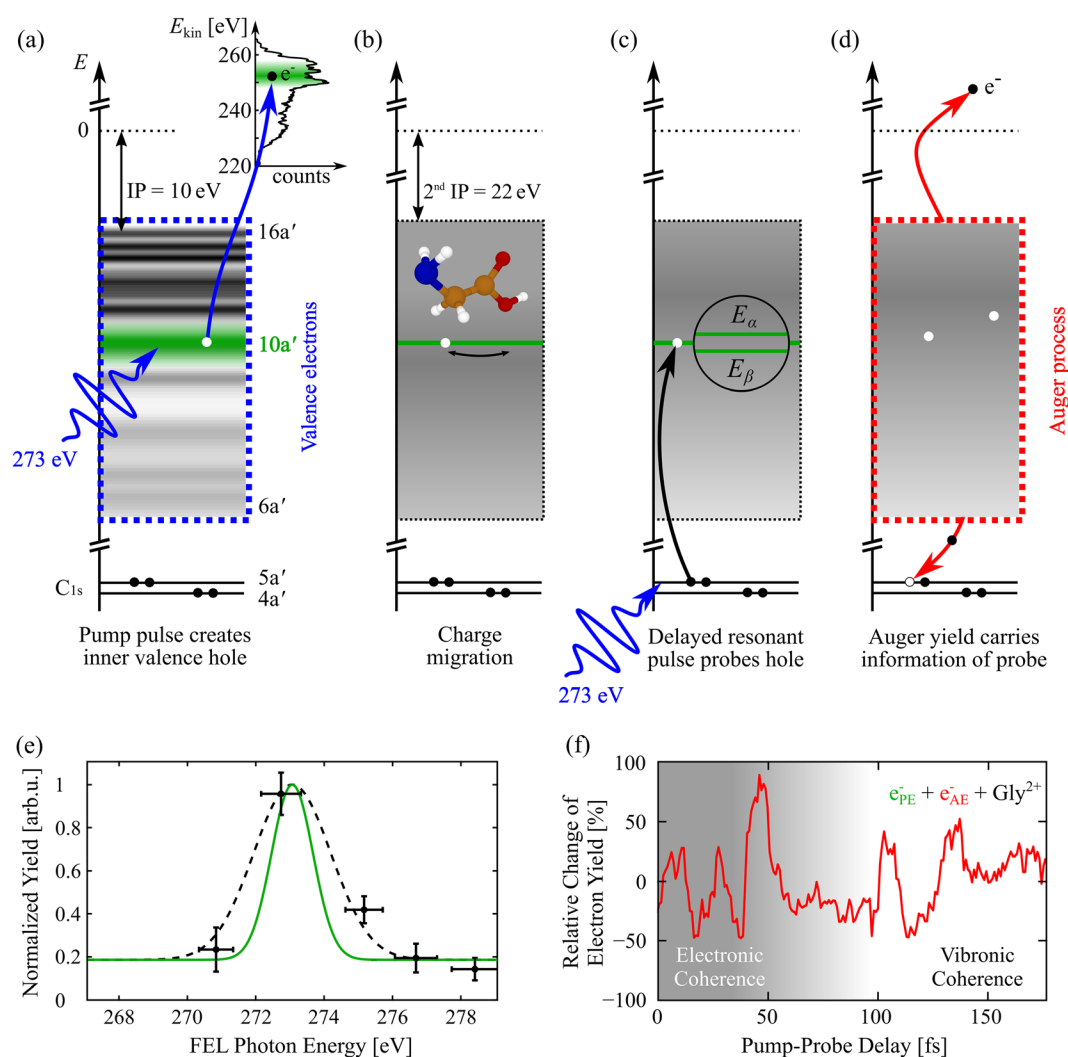 (a)
E
E_kin [eV]
260
250
240
220
counts
e⁻
0
IP = 10 eV
16a′
10a′
6a′
Valence electrons
273 eV
C1s
5a′
4a′
Pump pulse creates
inner valence hole
(b)
2nd IP = 22 eV
Charge
migration
(c)
E_α
E_β
273 eV
Delayed resonant
pulse probes hole
(d)
e⁻
Auger process
Auger yield carries
information of probe
(e)
Normalized Yield [arb.u.]
1
0.8
0.6
0.4
0.2
0
268
270
272
274
276
278
FEL Photon Energy [eV]
(f)
Relative Change of
Electron Yield [%]
100
50
0
−50
−100
e⁻PE + e⁻AE + Gly²⁺
Electronic
Coherence
Vibronic
Coherence
0
50
100
150
Pump-Probe Delay [fs]